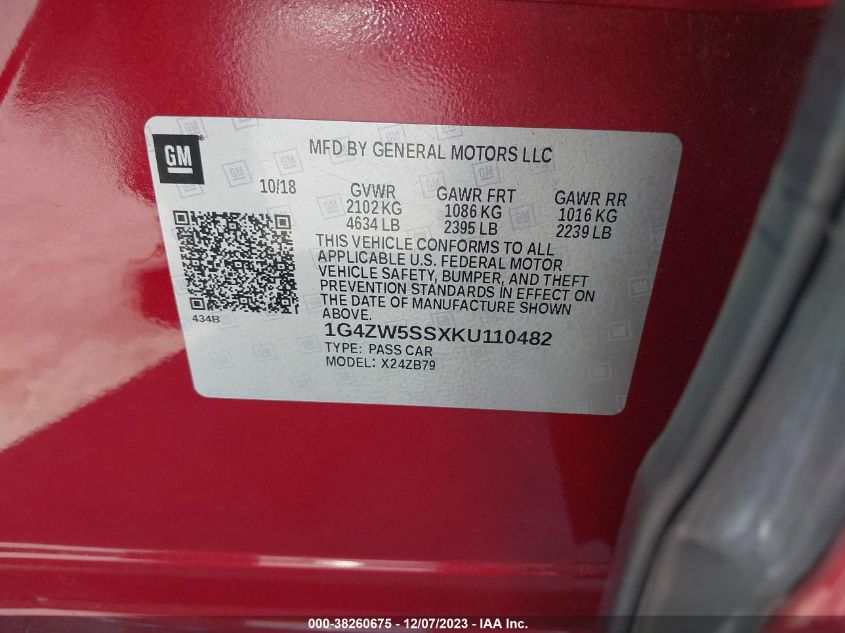 GM
MFD BY GENERAL MOTORS LLC
10/18
GVWR GAWR FRT GAWR RR
2102 KG 1086 KG 1016 KG
4634 LB 2395 LB 2239 LB
THIS VEHICLE CONFORMS TO ALL
APPLICABLE U.S. FEDERAL MOTOR
VEHICLE SAFETY, BUMPER, AND THEFT
PREVENTION STANDARDS IN EFFECT ON
THE DATE OF MANUFACTURE SHOWN
ABOVE.
434B
1G4ZW5SSXKU110482
TYPE: PASS CAR
MODEL: X24ZB79
000-38260675 - 12/07/2023 - IAA Inc.